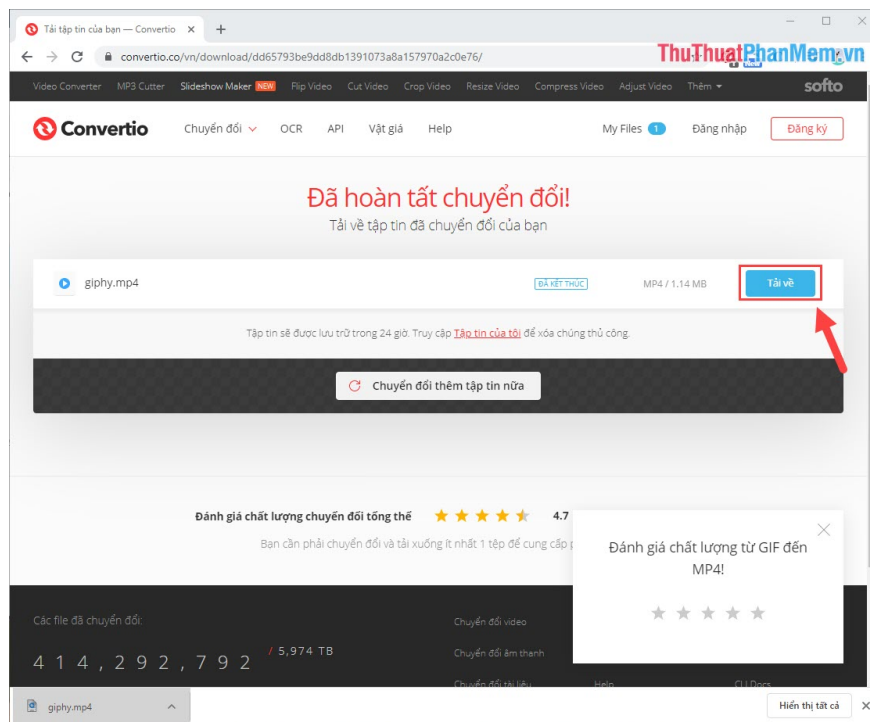 Tải tập tin của bạn — Convertio
ThuThuatPhanMem.vn
convertio.co/vn/download/dd65793be9dd8db1391073a8a157970a2c0e76/
Video Converter MP3 Cutter Slideshow Maker NEW Flip Video Cut Video Crop Video Resize Video Compress Video Adjust Video Thêm softo
Convertio Chuyển đổi OCR API Vật giá Help My Files 1 Đăng nhập Đăng ký
Đã hoàn tất chuyển đổi!
Tải về tập tin đã chuyển đổi của bạn
giphy.mp4 ĐÃ KẾT THÚC MP4 / 1.14 MB Tải về
Tập tin sẽ được lưu trữ trong 24 giờ. Truy cập Tập tin của tôi để xóa chúng thủ công.
Chuyển đổi thêm tập tin nữa
Đánh giá chất lượng chuyển đổi tổng thể 4.7
Bạn cần phải chuyển đổi và tải xuống ít nhất 1 tệp để cung cấp
Đánh giá chất lượng từ GIF đến
MP4!
Các file đã chuyển đổi:
414,292,792 / 5,974 TB
Chuyển đổi video
Chuyển đổi âm thanh
Chuyển đổi tài liệu Help CLI Docs
giphy.mp4 Hiển thị tất cả